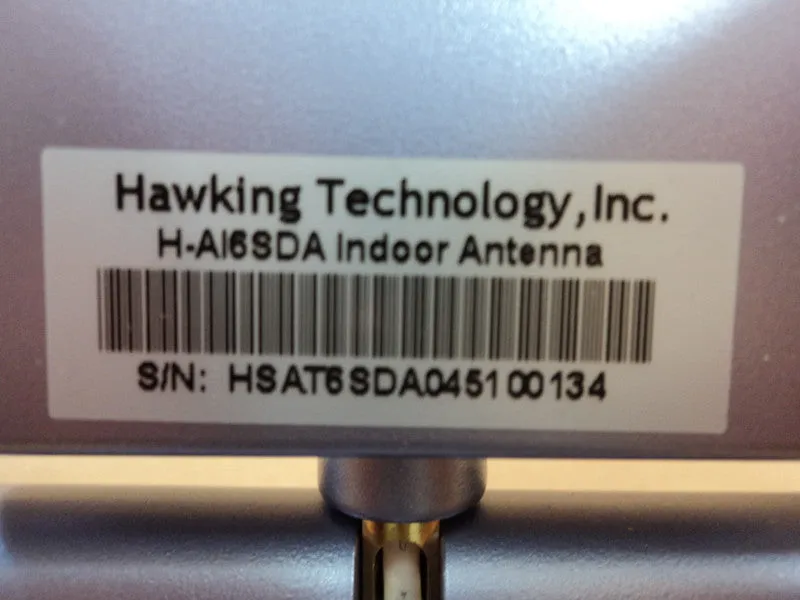 Hawking Technology,Inc.
H-AI6SDA Indoor Antenna
S/N: HSAT6SDA045100134